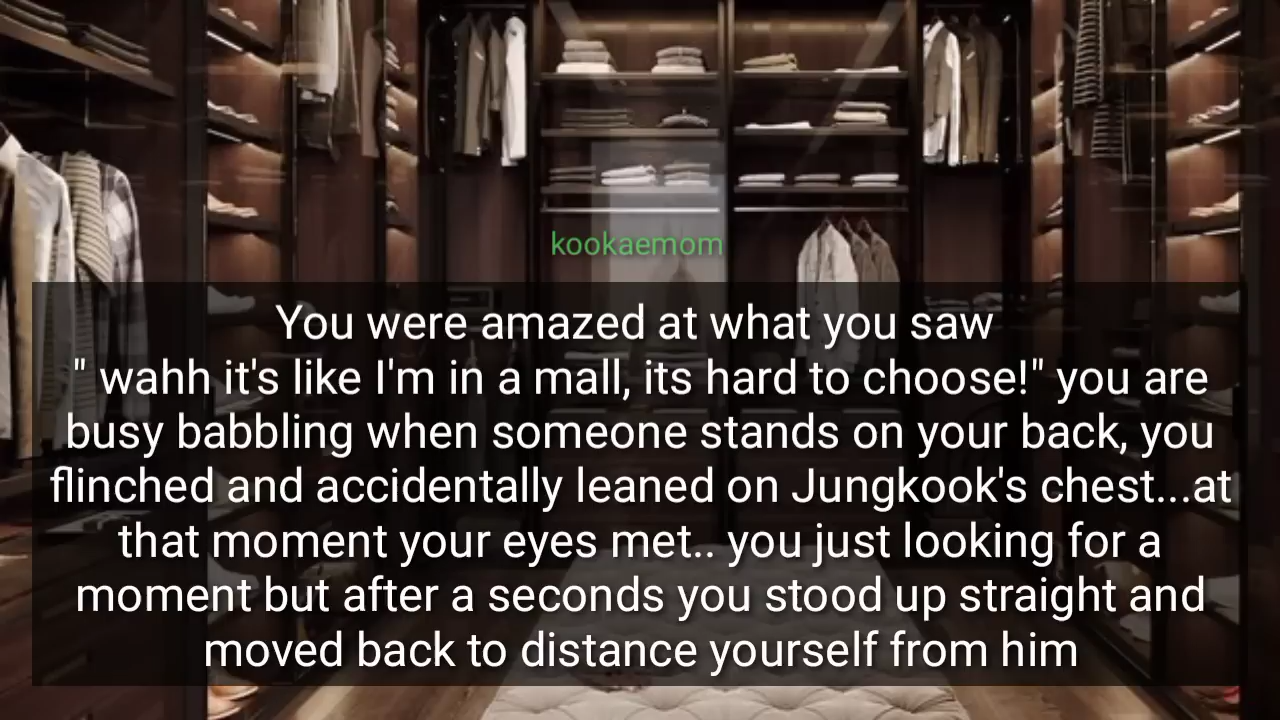 kookaemom
You were amazed at what you saw
" wahh it's like I'm in a mall, its hard to choose!" you are
busy babbling when someone stands on your back, you
flinched and accidentally leaned on Jungkook's chest...at
that moment your eyes met.. you just looking for a
moment but after a seconds you stood up straight and
moved back to distance yourself from him